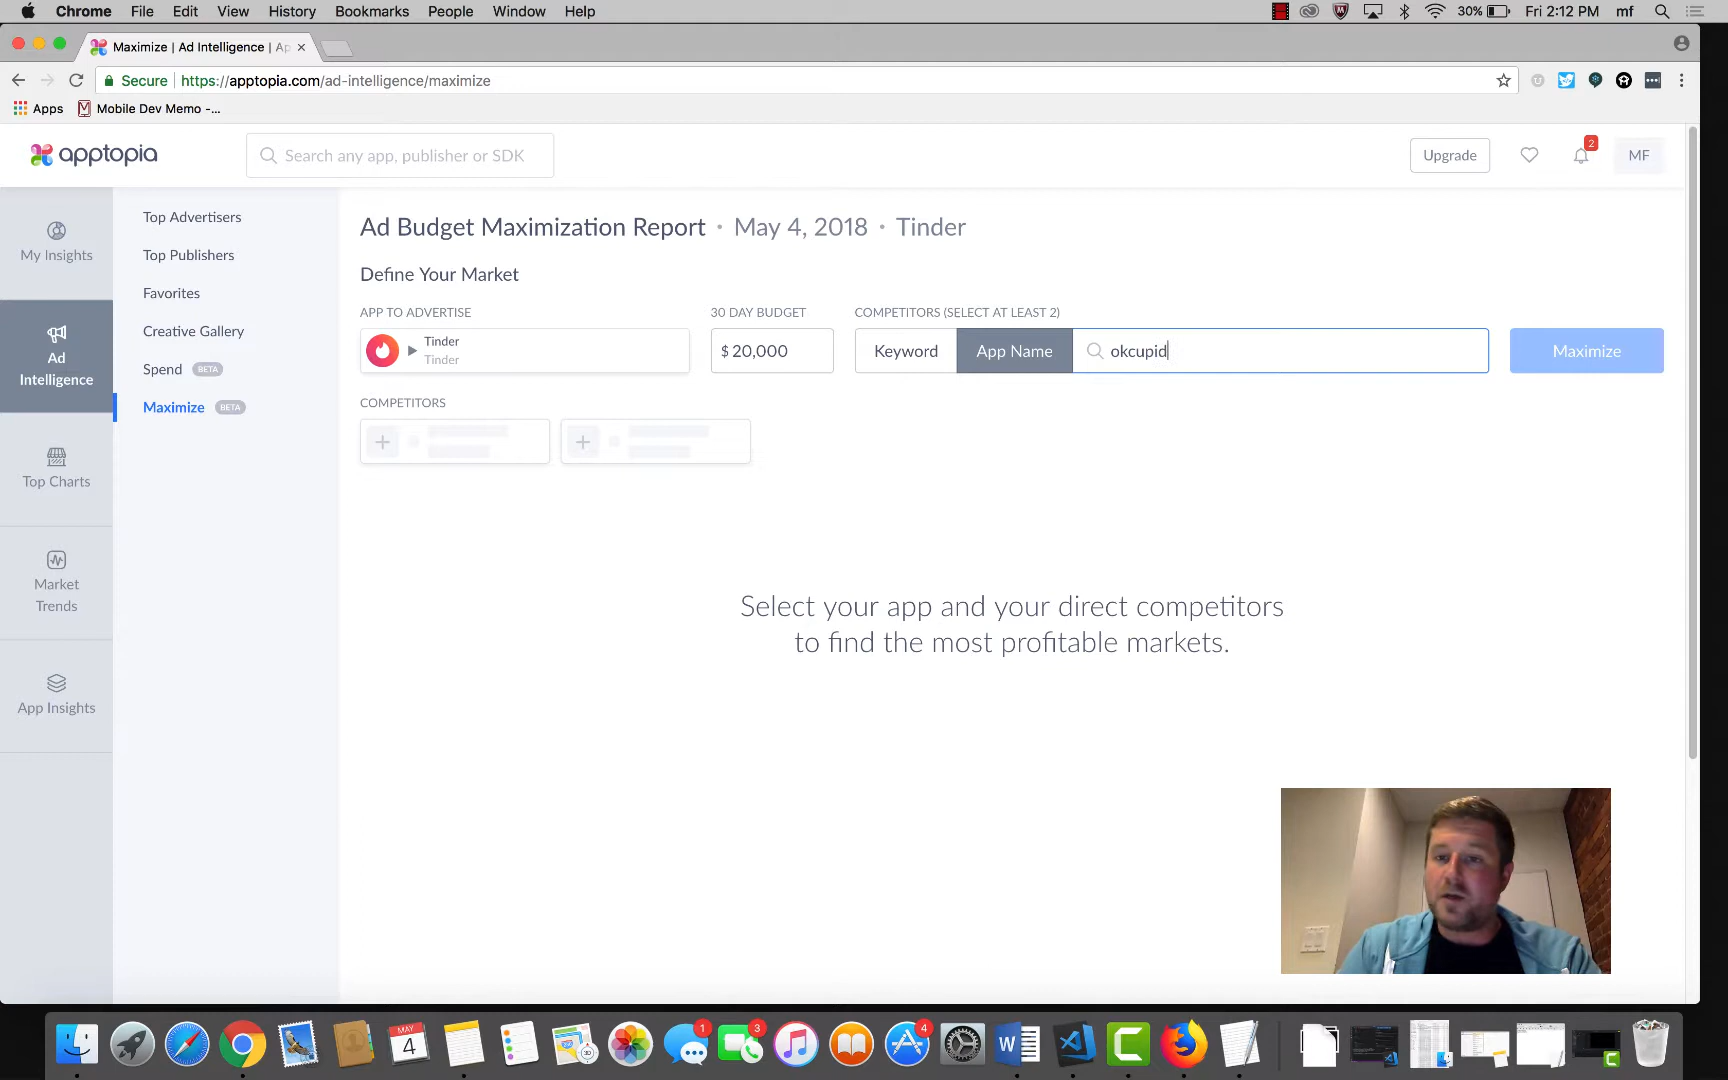 Chrome File Edit View History Bookmarks People Window Help 30% Fri 2:12 PM mf
Maximize | Ad Intelligence | Ap
Secure https://apptopia.com/ad-intelligence/maximize
Apps Mobile Dev Memo -...
apptopia
Search any app, publisher or SDK
Upgrade
2
MF
My Insights
Ad
Intelligence
Top Charts
Market
Trends
App Insights
Top Advertisers
Top Publishers
Favorites
Creative Gallery
Spend BETA
Maximize BETA
Ad Budget Maximization Report • May 4, 2018 • Tinder
Define Your Market
APP TO ADVERTISE
Tinder
Tinder
30 DAY BUDGET
$ 20,000
COMPETITORS (SELECT AT LEAST 2)
Keyword App Name okcupid
Maximize
COMPETITORS
Select your app and your direct competitors
to find the most profitable markets.
MAY
4
3D
1
3
4
W